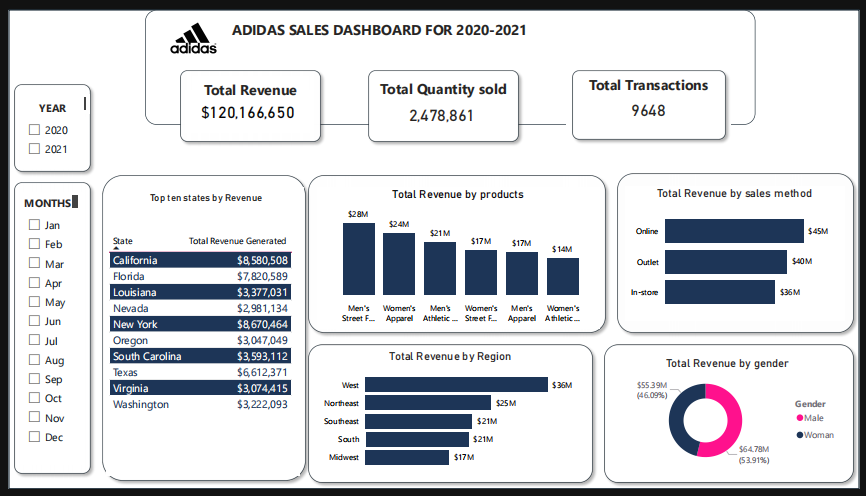 adidas
ADIDAS SALES DASHBOARD FOR 2020-2021
Total Revenue
$120,166,650
Total Quantity sold
2,478,861
Total Transactions
9648
YEAR
2020
2021
MONTHS
Jan
Feb
Mar
Apr
May
Jun
Jul
Aug
Sep
Oct
Nov
Dec
Top ten states by Revenue
State Total Revenue Generated
California $8,580,508
Florida $7,820,589
Louisiana $3,377,031
Nevada $2,981,134
New York $8,670,464
Oregon $3,047,049
South Carolina $3,593,112
Texas $6,612,371
Virginia $3,074,415
Washington $3,222,093
Total Revenue by products
$28M
$24M
$21M
$17M
$17M
$14M
Men's Street F...
Women's Apparel
Men's Athletic ...
Women's Street F...
Men's Apparel
Women's Athletic ...
Total Revenue by sales method
Online $45M
Outlet $40M
In-store $36M
Total Revenue by Region
West $36M
Northeast $25M
Southeast $21M
South $21M
Midwest $17M
Total Revenue by gender
$55.39M
(46.09%)
$64.78M
(53.91%)
Gender
Male
Woman